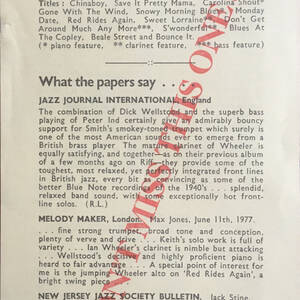 Titles : Chinaboy, Save It Pretty Mama, Carolina Shout*
Gone With The Wind, Snowy Morning Blues,* Monday
Date, Red Rides Again, Sweet Lorraine** Don't Get
Around Much Any More***, S'wonderful*, Blues At
The Copley, Beale Street and Bounce It.
(* piano feature, ** clarinet feature, *** bass feature)
What the papers say . . .
JAZZ JOURNAL INTERNATIONAL, England
The combination of Dick Wellstood and the superb bass
playing of Peter Ind certainly give an admirably bouncy
support for Smith's smokey-toned trumpet which surely is
one of the most American sounds ever to emerge from a
British brass player The mature clarinet of Wheeler is
equally satisfying, and together as on their previous album
of a few months ago on Riff they provide some of the
toughest, most relaxed, yet superbly integrated front lines
in British jazz, every bit as convincing as some of the
better Blue Note recordings of the 1940's . . . splendid,
relaxed band sound, with two exceptionally hot front-
line solos. (R.L.)
MELODY MAKER, London. Max Jones, June 11th, 1977.
. . . fine strumpet, broad tone and conception,
plenty of verve and drive . . . Keith's solo work is full of
variety . . . Ian Wheeler's clarinet is nimble but attacking
. . . Wellstood's decisive and highly proficient piano is
heard to fair advantage . . . A special point of interest for
me is the jumping Wheeler alto on 'Red Rides Again', a
bright swing piece.
NEW JERSEY JAZZ SOCIETY BULLETIN. Jack Stine.
N'T MISS THIS ONE